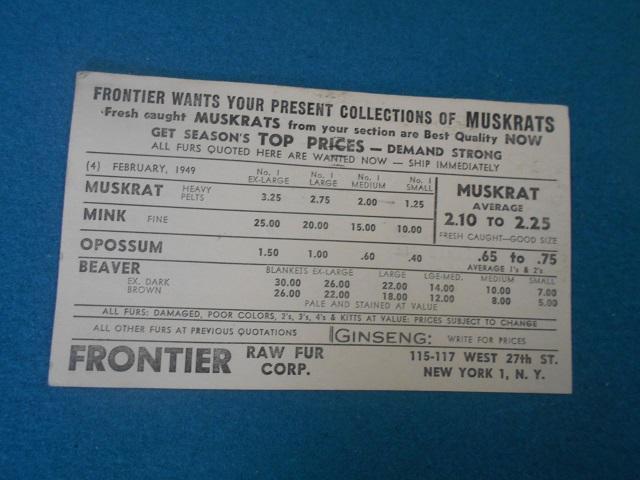 FRONTIER WANTS YOUR PRESENT COLLECTIONS OF MUSKRATS
Fresh caught MUSKRATS from your section are Best Quality NOW
GET SEASON'S TOP PRICES — DEMAND STRONG
ALL FURS QUOTED HERE ARE WANTED NOW — SHIP IMMEDIATELY
(4) FEBRUARY, 1949 No. 1 EX-LARGE No. 1 LARGE No. 1 MEDIUM No. 1 SMALL
MUSKRAT HEAVY PELTS 3.25 2.75 2.00 1.25
MUSKRAT
AVERAGE
2.10 TO 2.25
FRESH CAUGHT—GOOD SIZE
MINK FINE 25.00 20.00 15.00 10.00
OPOSSUM 1.50 1.00 .60 .40 .65 to .75
AVERAGE 1's & 2's
BEAVER BLANKETS EX-LARGE LARGE LGE-MED. MEDIUM SMALL
EX. DARK 30.00 26.00 22.00 14.00 10.00 7.00
BROWN 26.00 22.00 18.00 12.00 8.00 5.00
PALE AND STAINED AT VALUE
ALL FURS: DAMAGED, POOR COLORS, 2's, 3's, 4's & KITTS AT VALUE: PRICES SUBJECT TO CHANGE
ALL OTHER FURS AT PREVIOUS QUOTATIONS GINSENG: WRITE FOR PRICES
FRONTIER RAW FUR CORP. 115-117 WEST 27th ST.
NEW YORK 1, N. Y.